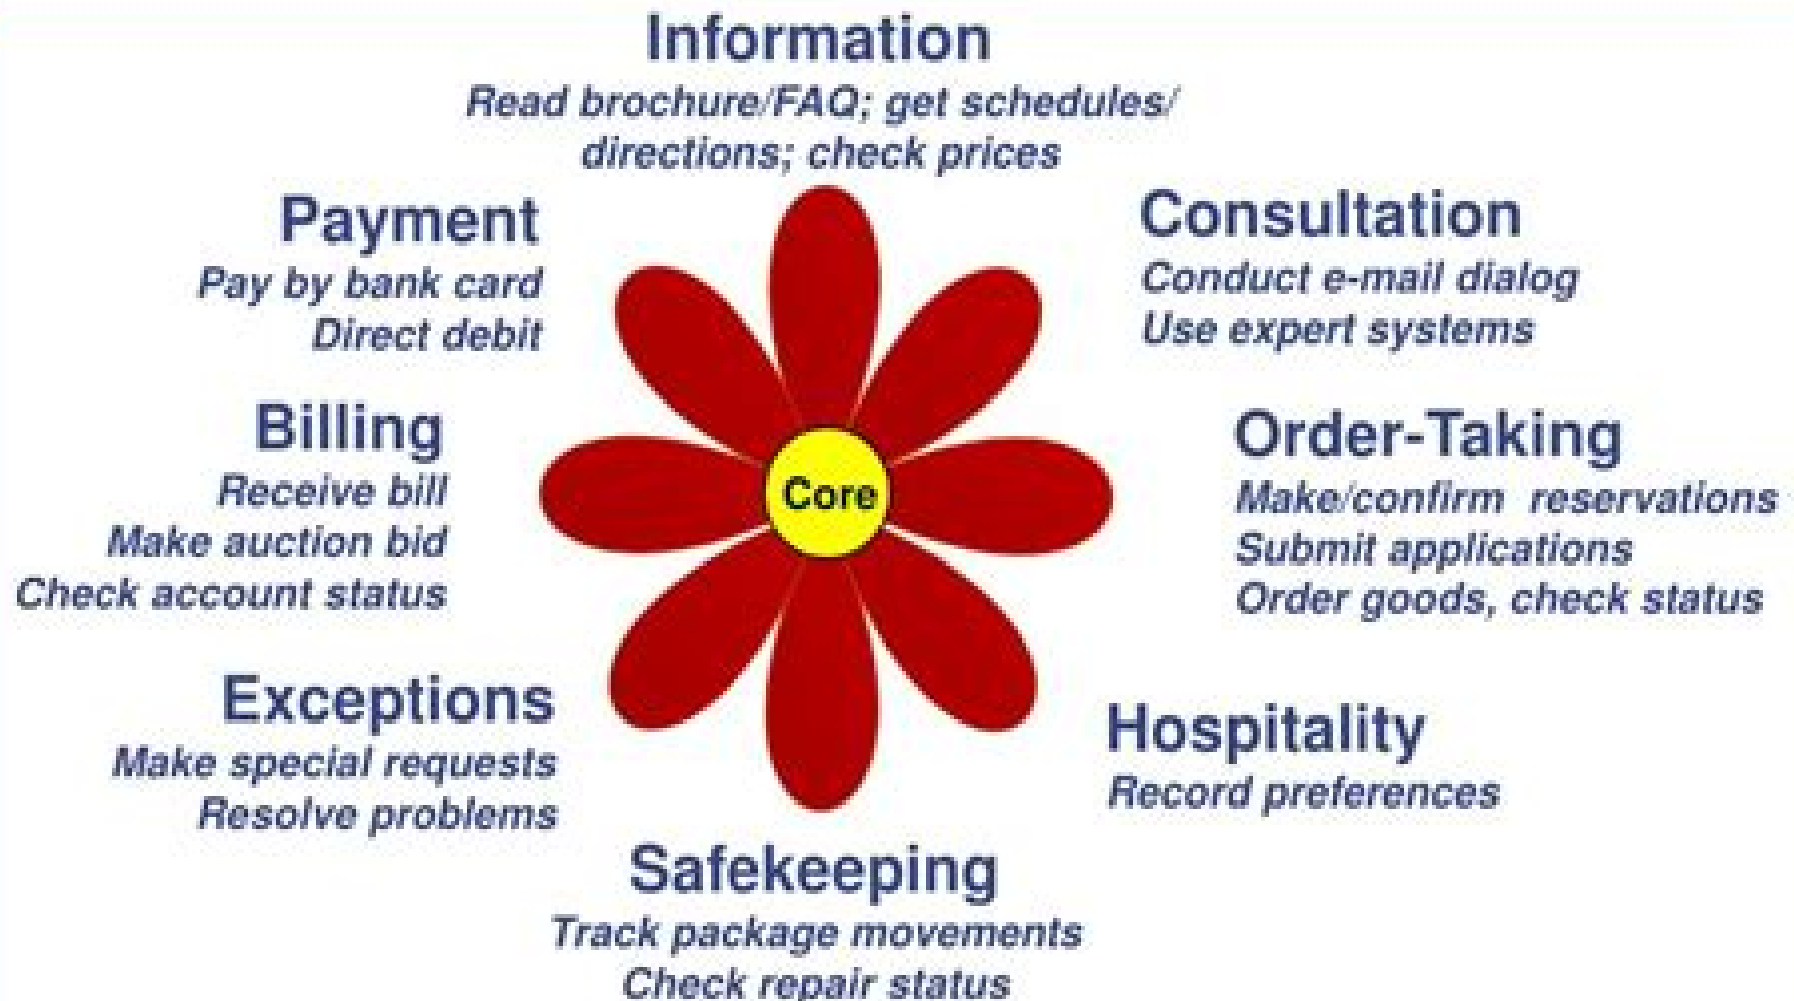 Information
Read brochure/FAQ; get schedules/
directions; check prices
Consultation
Conduct e-mail dialog
Use expert systems
Order-Taking
Make/confirm reservations
Submit applications
Order goods, check status
Hospitality
Record preferences
Safekeeping
Track package movements
Check repair status
Exceptions
Make special requests
Resolve problems
Billing
Receive bill
Make auction bid
Check account status
Payment
Pay by bank card
Direct debit
Core